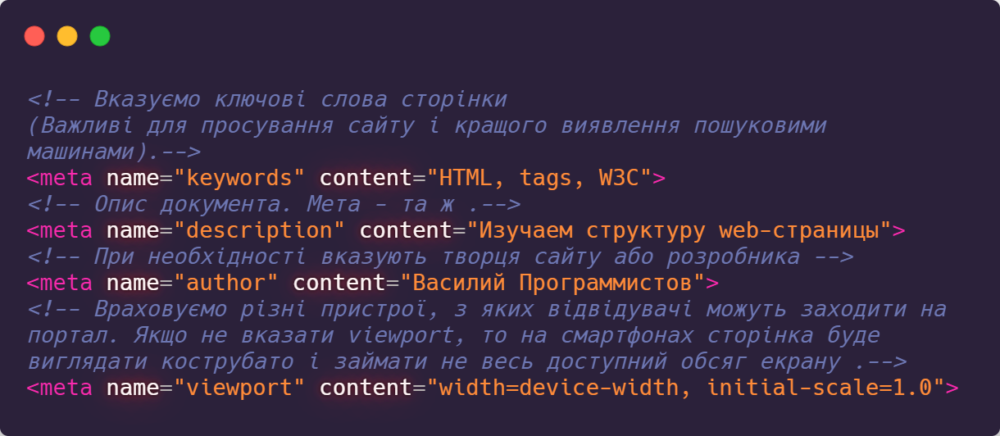 <!-- Вказуємо ключові слова сторінки
(Важливі для просування сайту і кращого виявлення пошуковими
машинами).-->
<meta name="keywords" content="HTML, tags, W3C">
<!-- Опис документа. Мета - та ж .-->
<meta name="description" content="Изучаем структуру web-страницы">
<!-- При необхідності вказують творця сайту або розробника -->
<meta name="author" content="Василий Программистов">
<!-- Враховуємо різні пристрої, з яких відвідувачі можуть заходити на
портал. Якщо не вказати viewport, то на смартфонах сторінка буде
виглядати кострубато і займати не весь доступний обсяг екрану .-->
<meta name="viewport" content="width=device-width, initial-scale=1.0">